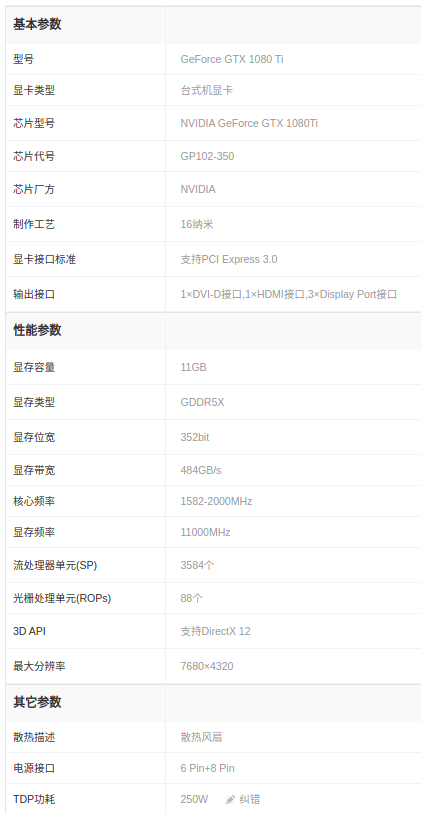 基本参数
型号 GeForce GTX 1080 Ti
显卡类型 台式机显卡
芯片型号 NVIDIA GeForce GTX 1080Ti
芯片代号 GP102-350
芯片厂方 NVIDIA
制作工艺 16纳米
显卡接口标准 支持PCI Express 3.0
输出接口 1×DVI-D接口,1×HDMI接口,3×Display Port接口
性能参数
显存容量 11GB
显存类型 GDDR5X
显存位宽 352bit
显存带宽 484GB/s
核心频率 1582-2000MHz
显存频率 11000MHz
流处理器单元(SP) 3584个
光栅处理单元(ROPs) 88个
3D API 支持DirectX 12
最大分辨率 7680×4320
其它参数
散热描述 散热风扇
电源接口 6 Pin+8 Pin
TDP功耗 250W 纠错